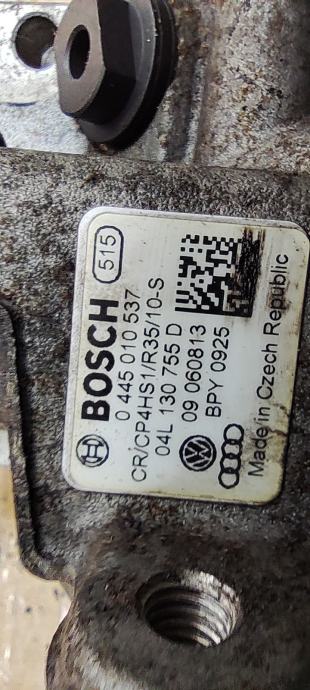 515
BOSCH
0 445 010 537
CR/CP4HS1/R35/10-S
04L 130 755 D
09 060813
BPY 0925
Made in Czech Republic